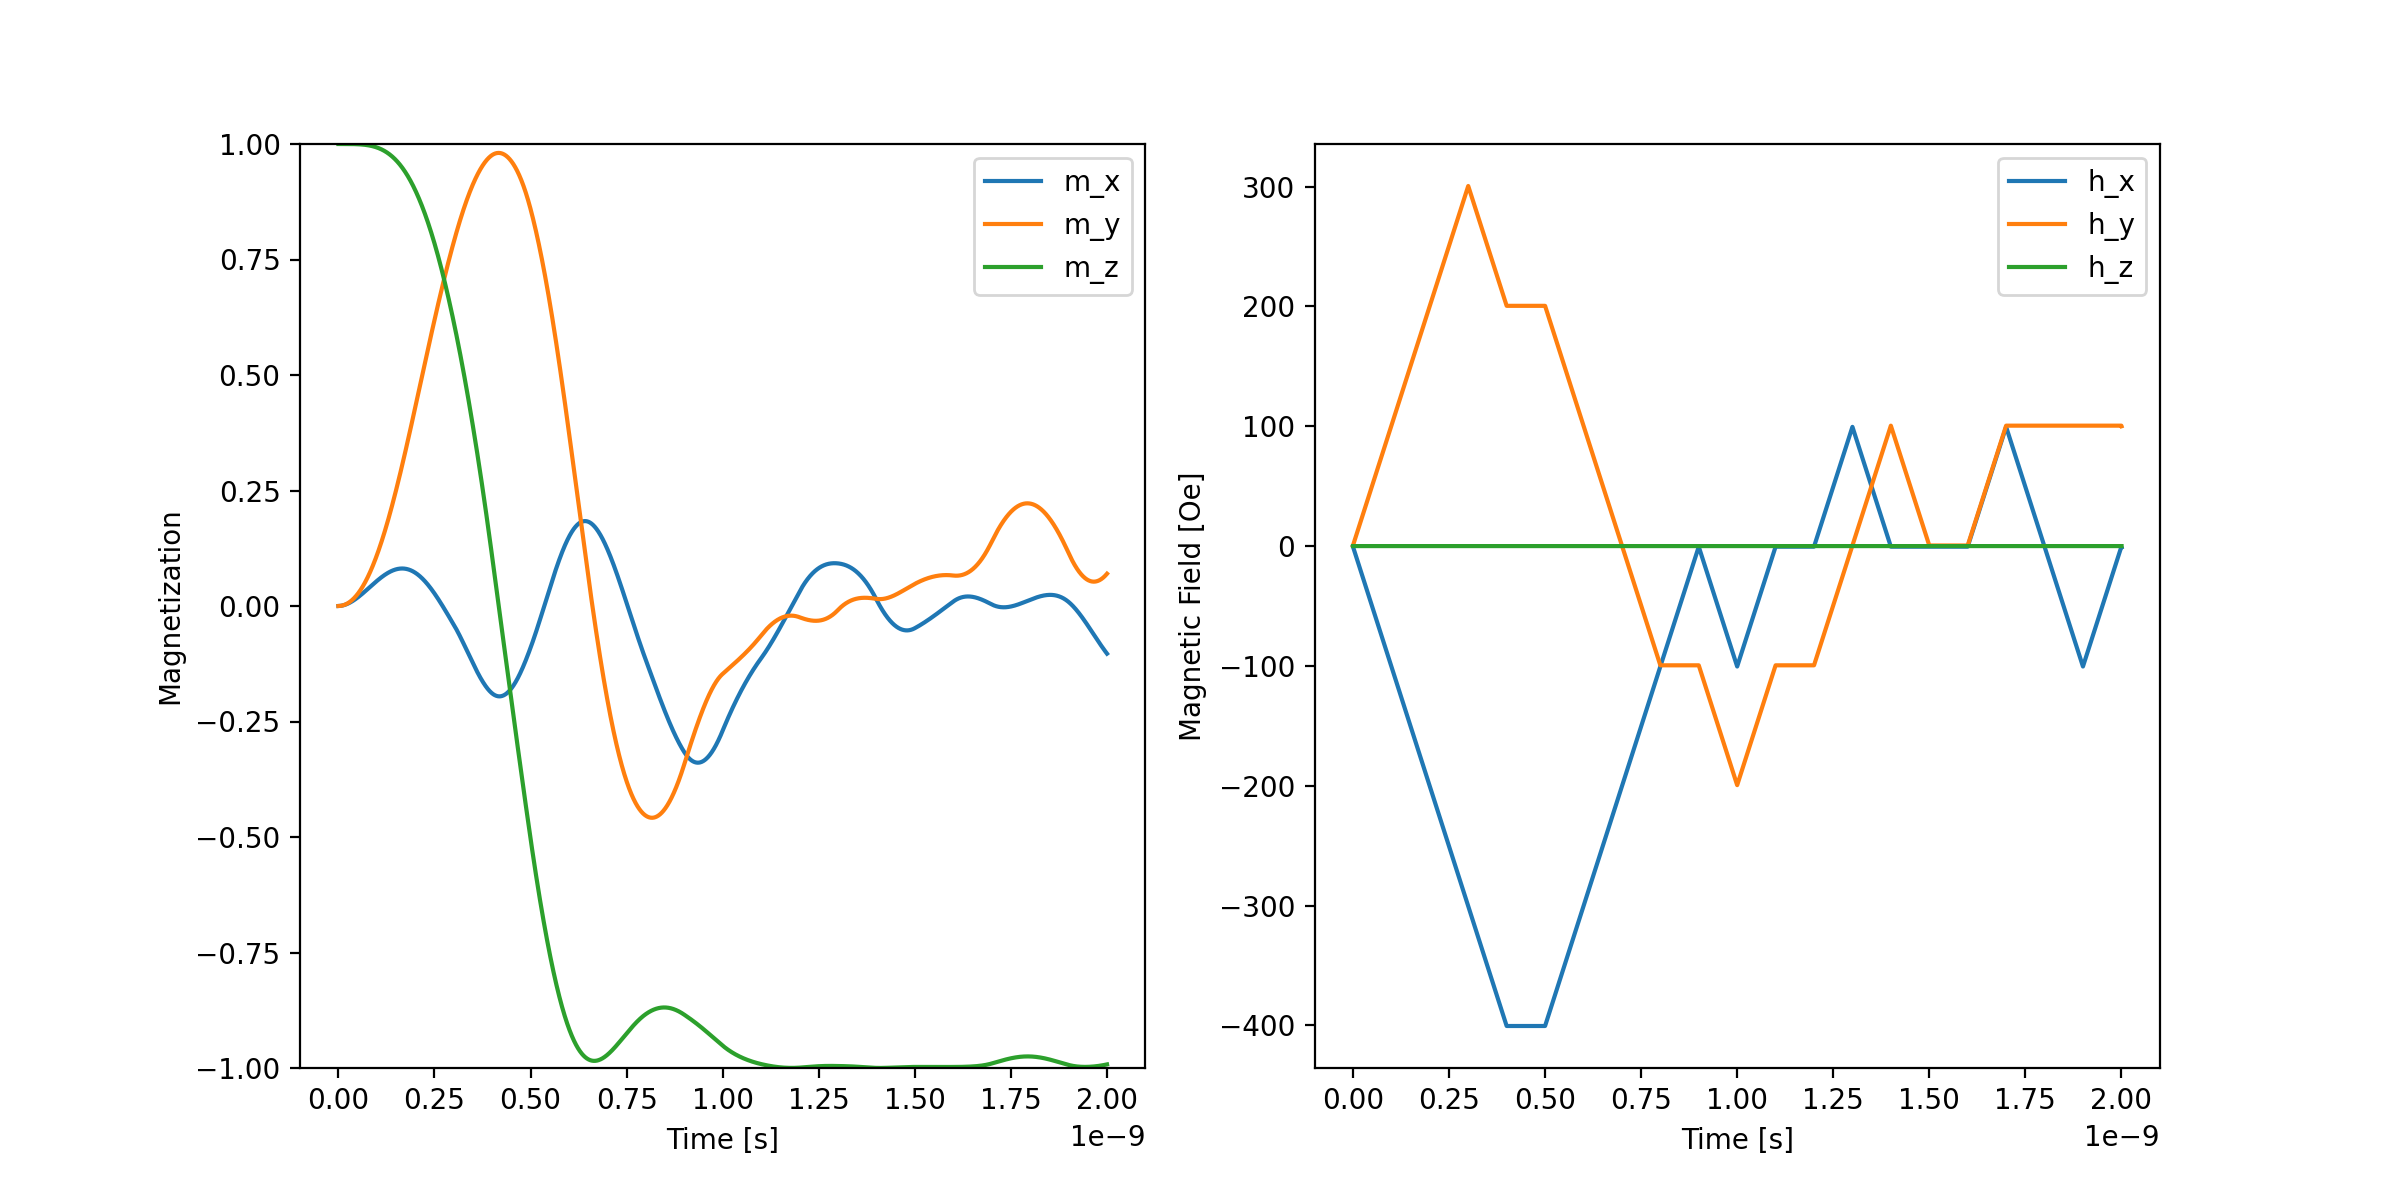 1.00
0.75
0.50
0.25
0.00
−0.25
−0.50
−0.75
−1.00
Magnetization
m_x
m_y
m_z
0.00 0.25 0.50 0.75 1.00 1.25 1.50 1.75 2.00
Time [s]
1e−9
300
200
100
0
−100
−200
−300
−400
Magnetic Field [Oe]
h_x
h_y
h_z
0.00 0.25 0.50 0.75 1.00 1.25 1.50 1.75 2.00
Time [s]
1e−9